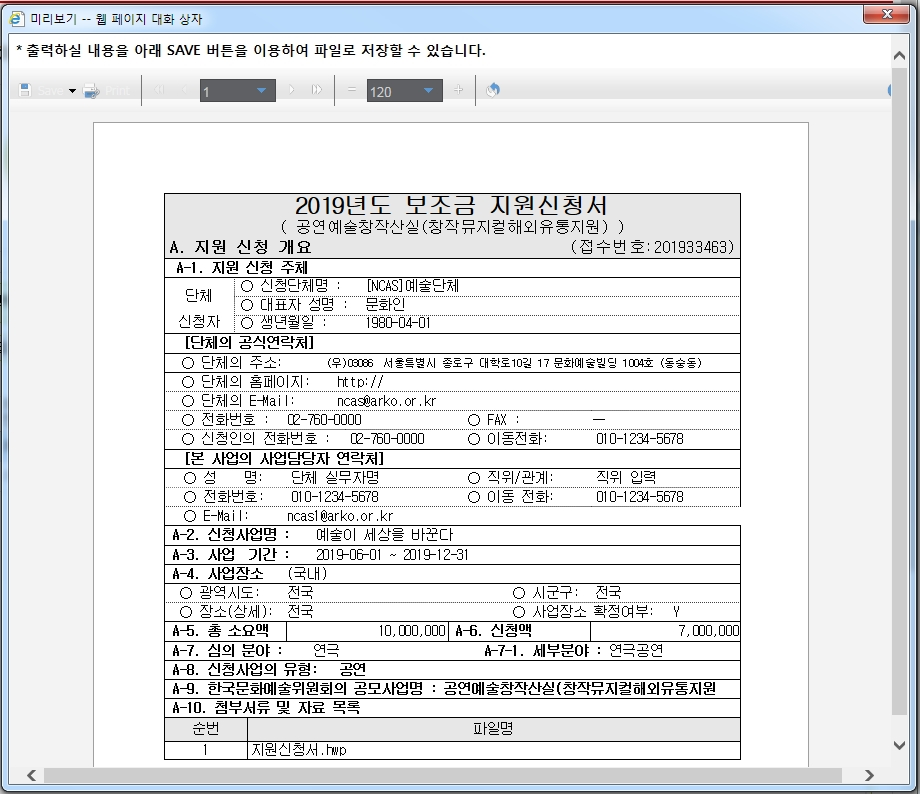 미리보기 -- 웹 페이지 대화 상자
* 출력하실 내용을 아래 SAVE 버튼을 이용하여 파일로 저장할 수 있습니다.
Save Print 1 120
2019년도 보조금 지원신청서
( 공연예술창작산실(창작뮤지컬해외유통지원) )
A. 지원 신청 개요 (접수번호:201933463)
A-1. 지원 신청 주체
단체
신청자
○ 신청단체명 : [NCAS]예술단체
○ 대표자 성명 : 문화인
○ 생년월일 : 1980-04-01
[단체의 공식연락처]
○ 단체의 주소: (우)03086 서울특별시 종로구 대학로10길 17 문화예술빌딩 1004호 (동숭동)
○ 단체의 홈페이지: http://
○ 단체의 E-Mail: ncas@arko.or.kr
○ 전화번호 : 02-760-0000 ○ FAX : —
○ 신청인의 전화번호 : 02-760-0000 ○ 이동전화: 010-1234-5678
[본 사업의 사업담당자 연락처]
○ 성 명: 단체 실무자명 ○ 직위/관계: 직위 입력
○ 전화번호: 010-1234-5678 ○ 이동 전화: 010-1234-5678
○ E-Mail: ncas1@arko.or.kr
A-2. 신청사업명 : 예술이 세상을 바꾼다
A-3. 사업 기간 : 2019-06-01 ~ 2019-12-31
A-4. 사업장소 (국내)
○ 광역시도: 전국 ○ 시군구: 전국
○ 장소(상세): 전국 ○ 사업장소 확정여부: Y
A-5. 총 소요액 10,000,000 A-6. 신청액 7,000,000
A-7. 심의 분야 : 연극 A-7-1. 세부분야 : 연극공연
A-8. 신청사업의 유형: 공연
A-9. 한국문화예술위원회의 공모사업명 : 공연예술창작산실(창작뮤지컬해외유통지원
A-10. 첨부서류 및 자료 목록
순번 파일명
1 지원신청서.hwp